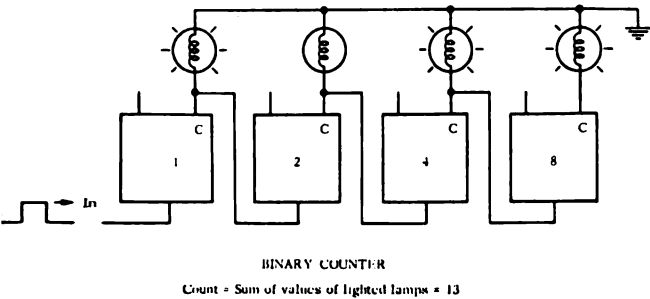 C C C C
1 2 4 8
In
BINARY COUNTER
Count = Sum of values of lighted lamps = 13